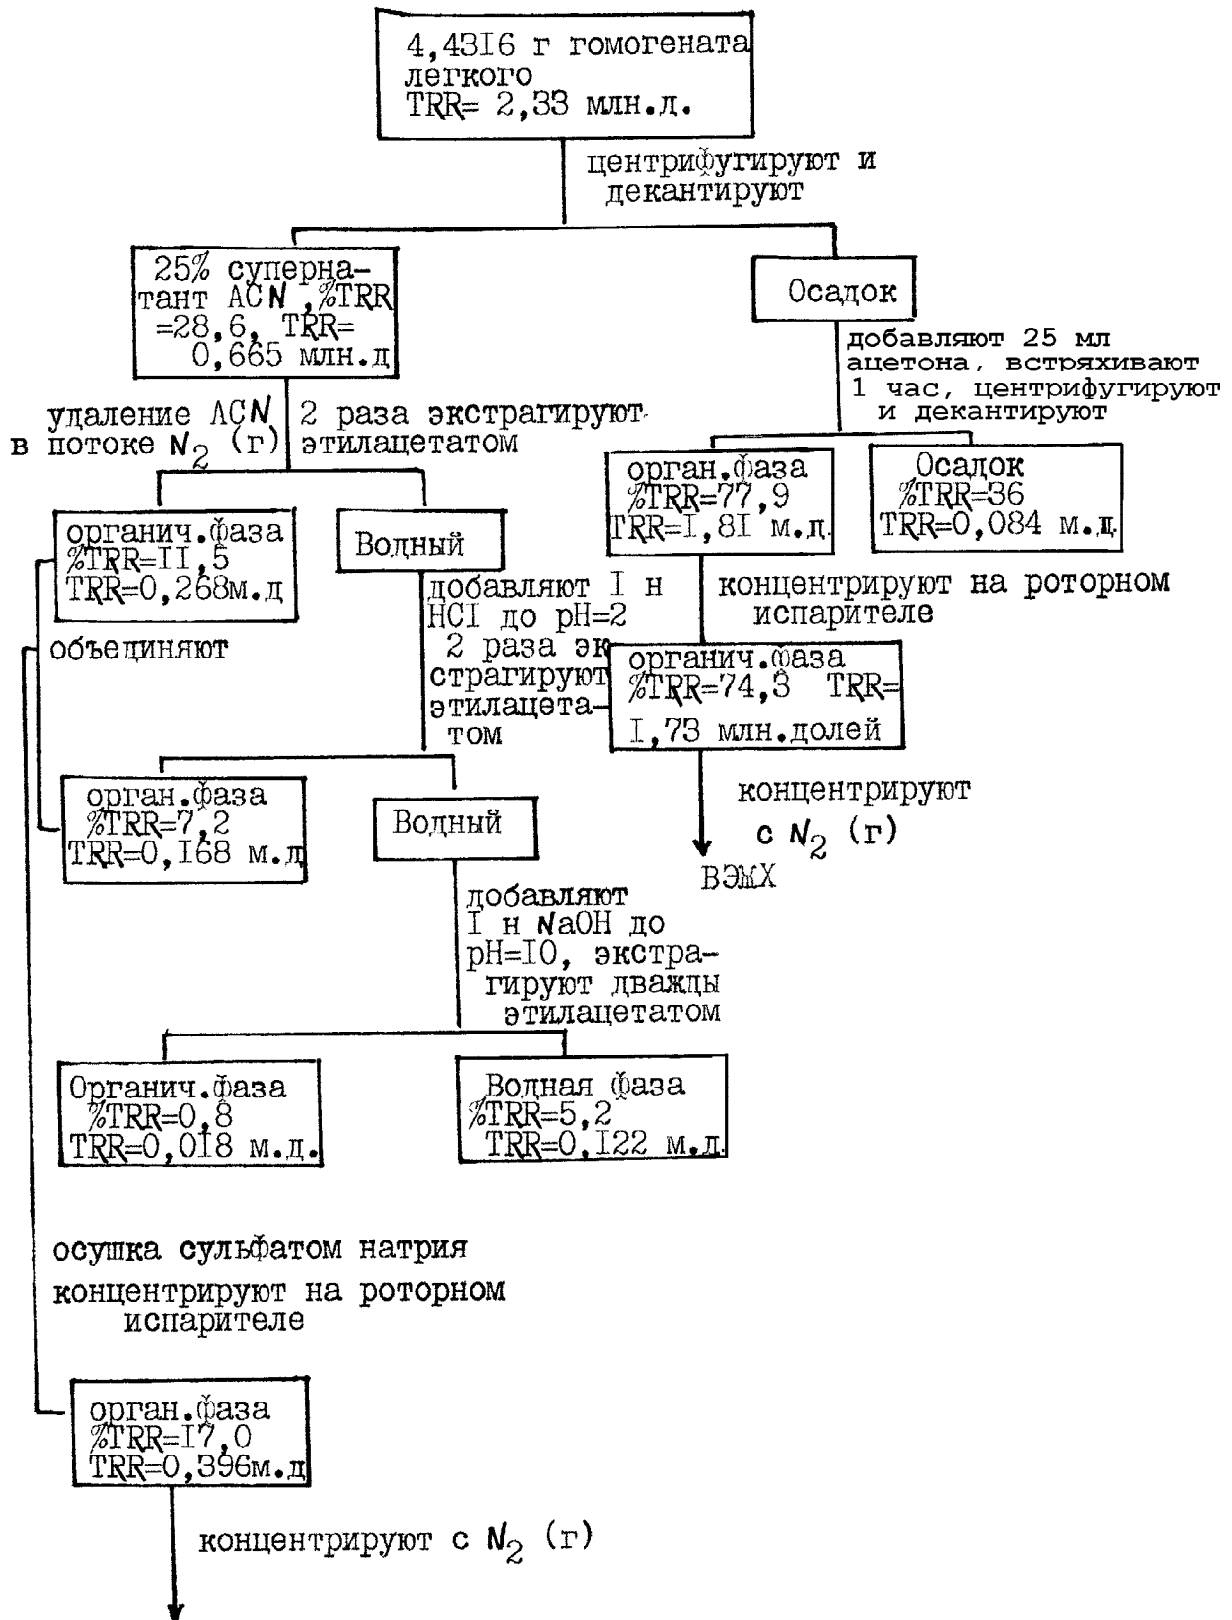 4,4316 г гомогената
легкого
TRR= 2,33 млн.д.
центрифугируют и
декантируют
25% суперна-
тант ACN ,%TRR
=28,6, TRR=
0,665 млн.д
Осадок
добавляют 25 мл
ацетона, встряхивают
1 час, центрифугируют
и декантируют
удаление ACN
в потоке N₂ (г)
2 раза экстрагируют
этилацетатом
орган.фаза
%TRR=77,9
TRR=1,81 м.д.
Осадок
%TRR=36
TRR=0,084 м.д.
органич.фаза
%TRR=11,5
TRR=0,268м.д
Водный
объединяют
добавляют 1 н
HCl до pH=2
2 раза эк
страгируют
этилацета-
том
концентрируют на роторном
испарителе
органич.фаза
%TRR=74,3 TRR=
1,73 млн.долей
концентрируют
с N₂ (г)
ВЭМХ
орган.фаза
%TRR=7,2
TRR=0,168 м.д
Водный
добавляют
1 н NaOH до
pH=10, экстра-
гируют дважды
этилацетатом
Органич.фаза
%TRR=0,8
TRR=0,018 м.д.
Водная фаза
%TRR=5,2
TRR=0,122 м.д.
осушка сульфатом натрия
концентрируют на роторном
испарителе
орган.фаза
%TRR=17,0
TRR=0,396м.д
концентрируют с N₂ (г)